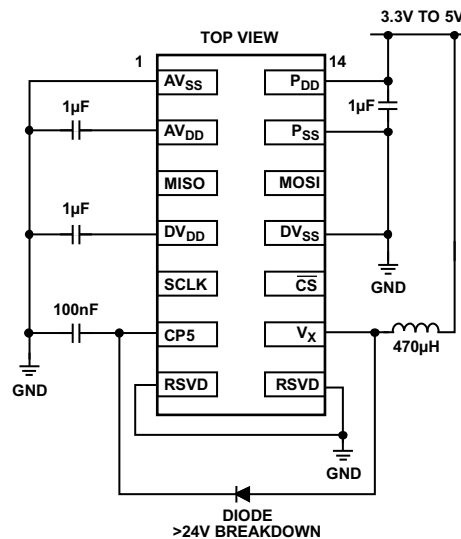 3.3V TO 5V
TOP VIEW
1
14
AVSS
PDD
1µF
1µF
AVDD
PSS
MISO
MOSI
1µF
DVDD
DVSS
SCLK
CS
GND
100nF
CP5
VX
470µH
GND
RSVD
RSVD
GND
DIODE
>24V BREAKDOWN